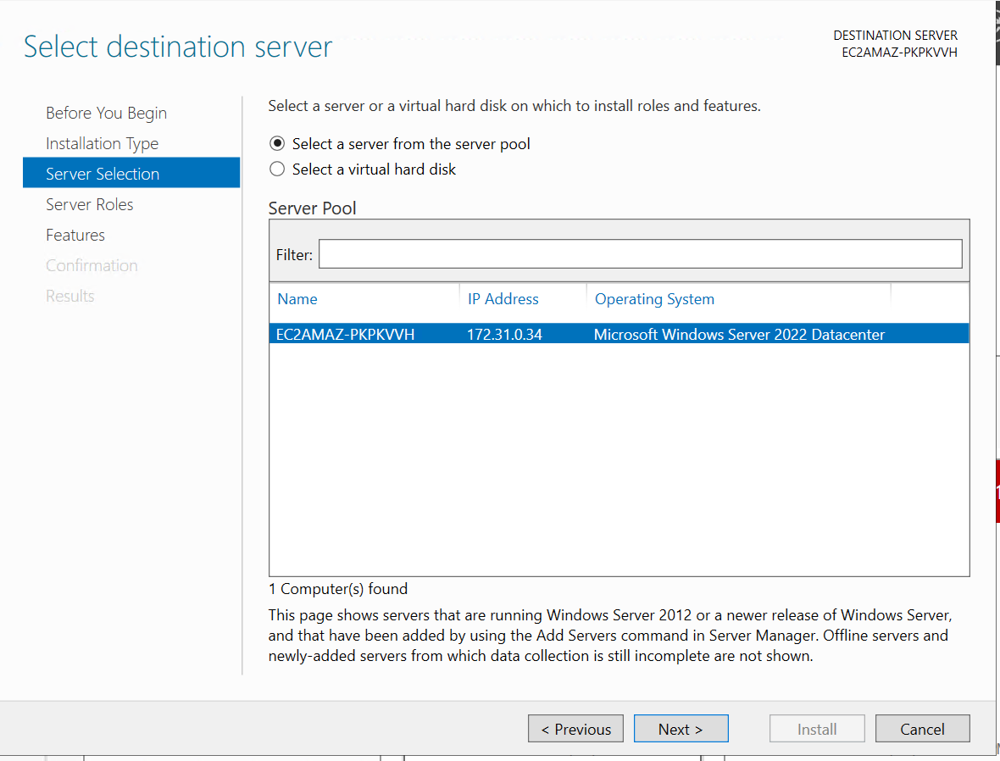 Select destination server
DESTINATION SERVER
EC2AMAZ-PKPKVVH
Before You Begin
Installation Type
Server Selection
Server Roles
Features
Confirmation
Results
Select a server or a virtual hard disk on which to install roles and features.
Select a server from the server pool
Select a virtual hard disk
Server Pool
Filter:
Name IP Address Operating System
EC2AMAZ-PKPKVVH 172.31.0.34 Microsoft Windows Server 2022 Datacenter
1 Computer(s) found
This page shows servers that are running Windows Server 2012 or a newer release of Windows Server,
and that have been added by using the Add Servers command in Server Manager. Offline servers and
newly-added servers from which data collection is still incomplete are not shown.
< Previous Next > Install Cancel